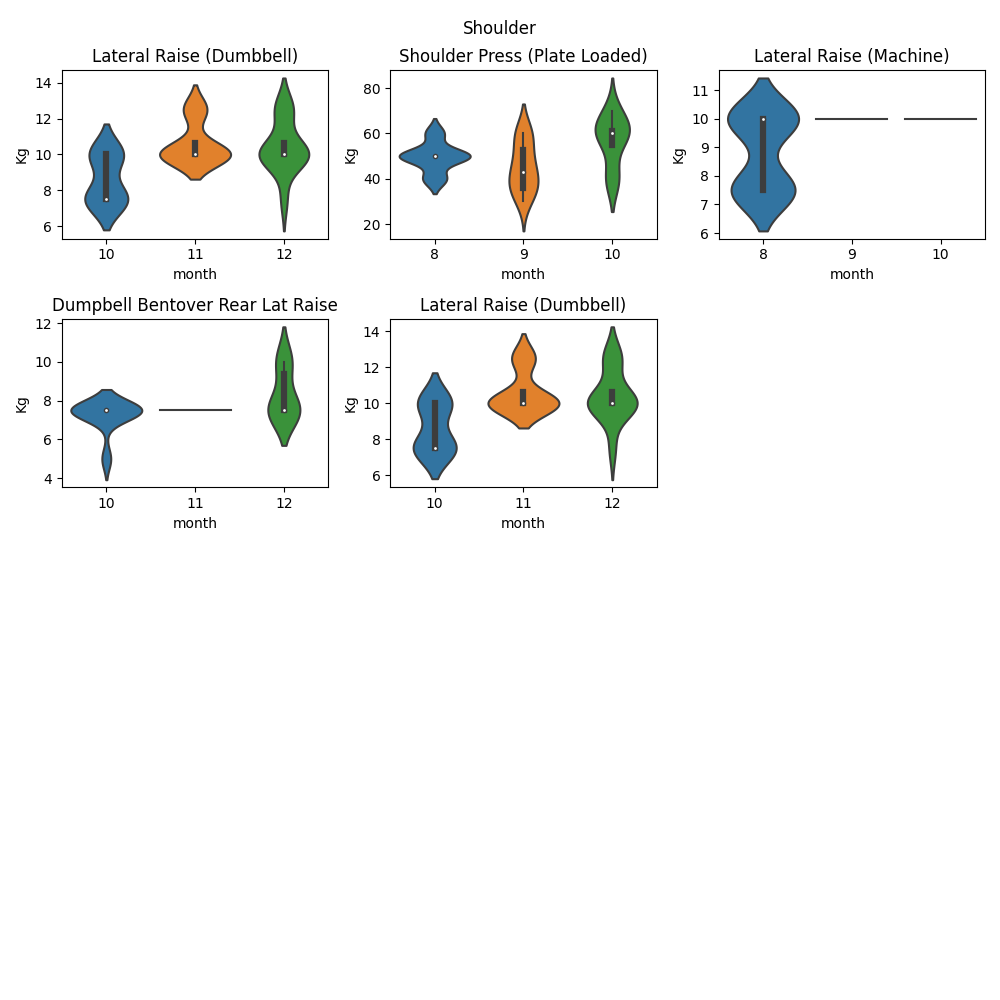 Shoulder
Lateral Raise (Dumbbell)
14
12
10
8
6
Kg
10 11 12
month
Shoulder Press (Plate Loaded)
80
60
40
20
Kg
8 9 10
month
Lateral Raise (Machine)
11
10
9
8
7
6
Kg
8 9 10
month
Dumpbell Bentover Rear Lat Raise
12
10
8
6
4
Kg
10 11 12
month
Lateral Raise (Dumbbell)
14
12
10
8
6
Kg
10 11 12
month